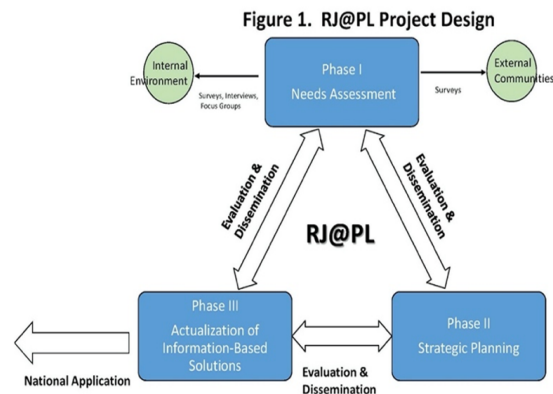 Figure 1. RJ@PL Project Design
Internal
Environment
Phase I
Needs Assessment
External
Communities
Surveys, Interviews,
Focus Groups
Surveys
Evaluation &
Dissemination
Evaluation &
Dissemination
RJ@PL
Phase III
Actualization of
Information-Based
Solutions
Phase II
Strategic Planning
National Application
Evaluation &
Dissemination